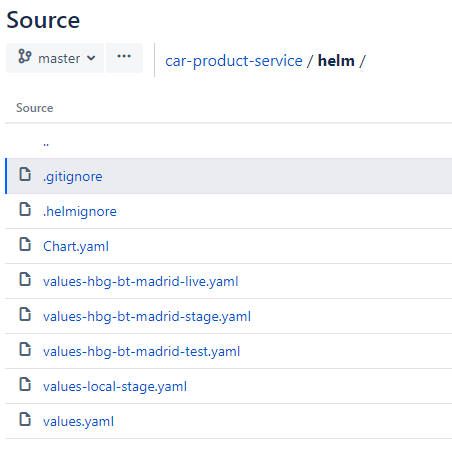 Source
master ··· car-product-service / helm /
Source
..
.gitignore
.helmignore
Chart.yaml
values-hbg-bt-madrid-live.yaml
values-hbg-bt-madrid-stage.yaml
values-hbg-bt-madrid-test.yaml
values-local-stage.yaml
values.yaml